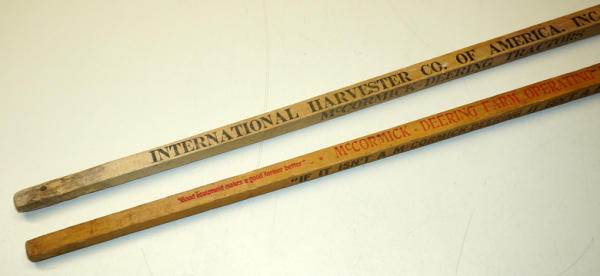 INTERNATIONAL HARVESTER CO. OF AMERICA. INC
McCORMICK-DEERING TRACTORS
"Good Equipment makes a good farmer better" - * McCORMICK - DEERING FARM OPERATING
"IF IT ISN'T A McCORMICK